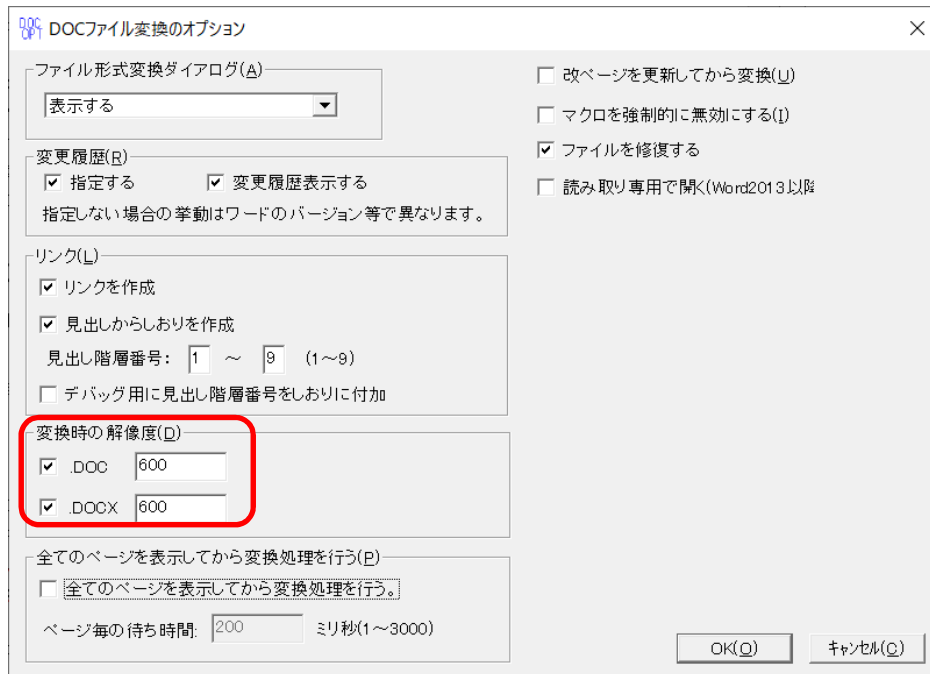 DOCファイル変換のオプション
ファイル形式変換ダイアログ(A)
表示する
変更履歴(R)
指定する 変更履歴表示する
指定しない場合の挙動はワードのバージョン等で異なります。
リンク(L)
リンクを作成
見出しからしおりを作成
見出し階層番号: 1 ～ 9 (1～9)
デバッグ用に見出し階層番号をしおりに付加
変換時の解像度(D)
.DOC 600
.DOCX 600
全てのページを表示してから変換処理を行う(P)
全てのページを表示してから変換処理を行う。
ページ毎の待ち時間: 200 ミリ秒(1～3000)
改ページを更新してから変換(U)
マクロを強制的に無効にする(I)
ファイルを修復する
読み取り専用で開く(Word2013以降
OK(O) キャンセル(C)